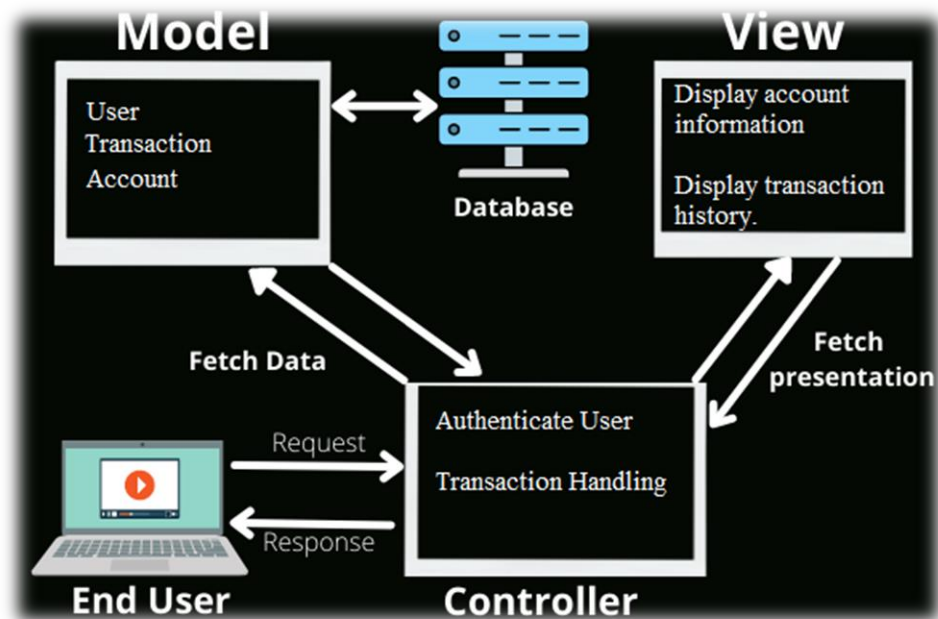 Model
View
User
Transaction
Account
Display account
information
Display transaction
history.
Database
Fetch Data
Fetch
presentation
Authenticate User
Transaction Handling
Request
Response
End User
Controller